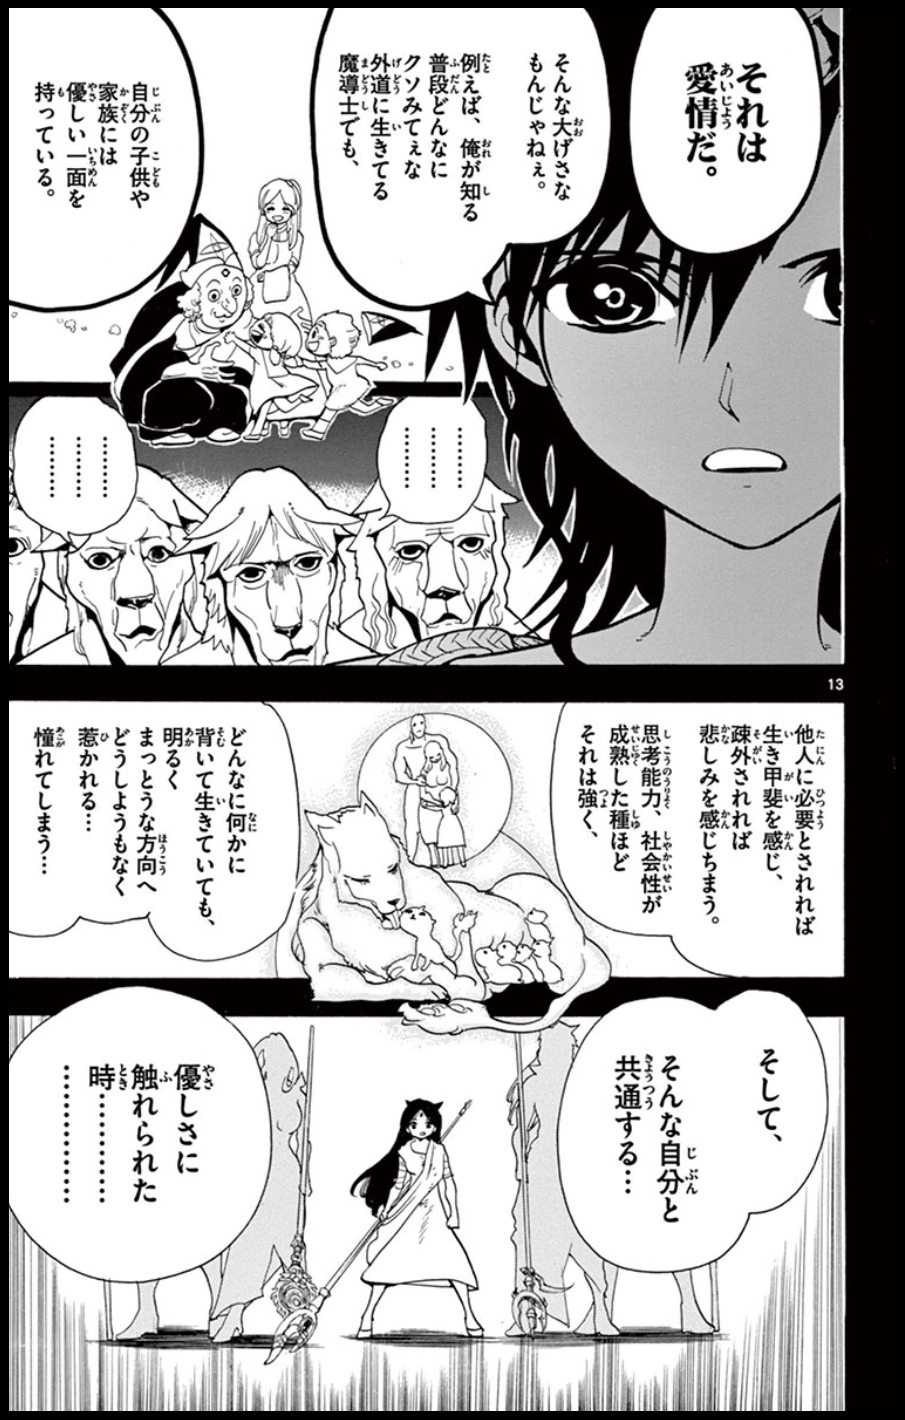 それは
愛情だ。
そんな大げさな
もんじゃねぇ。
例えば、俺が知る
普段どんなに
クソみてぇな
外道に生きてる
魔導士でも、
自分の子供や
家族には
優しい一面を
持っている。
………
………
………
………
………
………
13
他人に必要とされれば
生き甲斐を感じ、
疎外されれば
悲しみを感じちまう。
思考能力、社会性が
成熟した種ほど
それは強く、
どんなに何かに
背いて生きていても、
明るく
まっとうな方向へ
どうしようもなく
惹かれる…
憧れてしまう…
そして、
そんな自分と
共通する…
優しさに
触れられた
時…………
……………